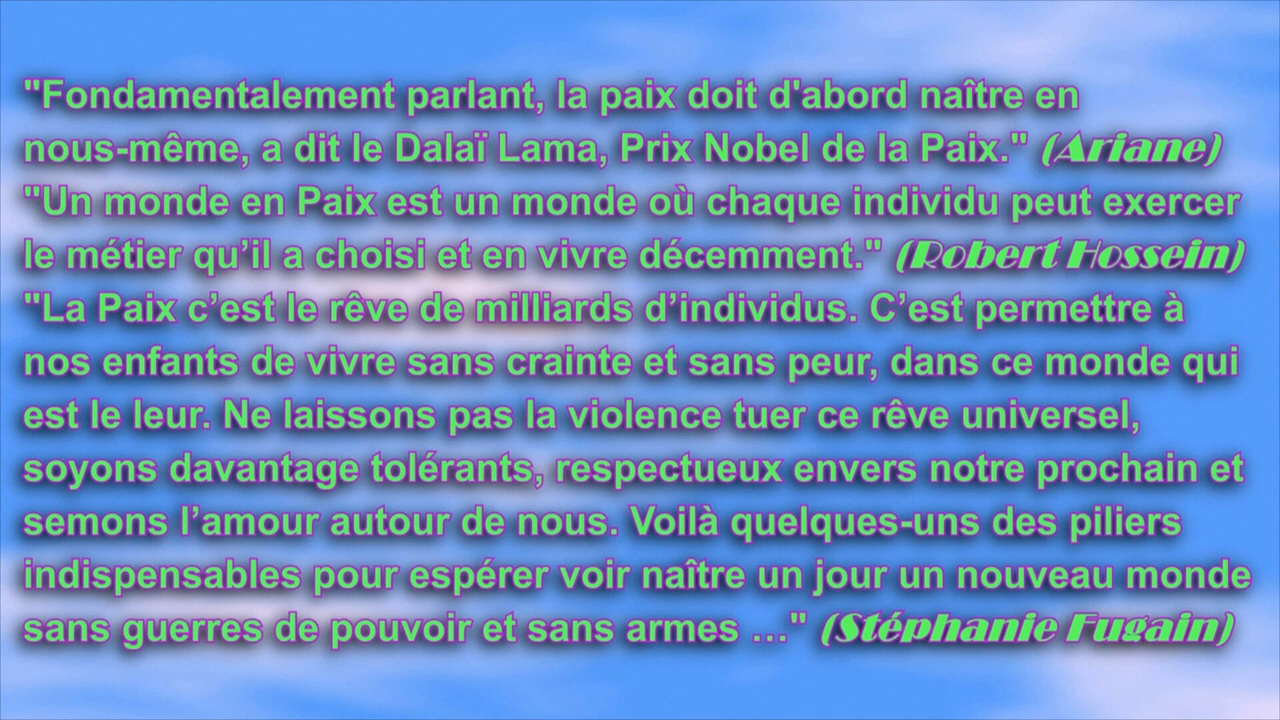 "Fondamentalement parlant, la paix doit d'abord naître en
nous-même, a dit le Dalaï Lama, Prix Nobel de la Paix." (Ariane)
"Un monde en Paix est un monde où chaque individu peut exercer
le métier qu’il a choisi et en vivre décemment." (Robert Hossein)
"La Paix c’est le rêve de milliards d’individus. C’est permettre à
nos enfants de vivre sans crainte et sans peur, dans ce monde qui
est le leur. Ne laissons pas la violence tuer ce rêve universel,
soyons davantage tolérants, respectueux envers notre prochain et
semons l’amour autour de nous. Voilà quelques-uns des piliers
indispensables pour espérer voir naître un jour un nouveau monde
sans guerres de pouvoir et sans armes …" (Stéphanie Fugain)